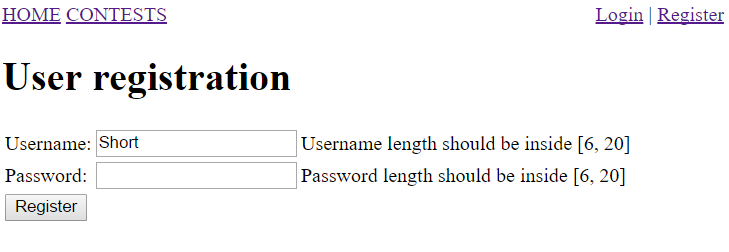 HOME CONTESTS Login | Register
User registration
Username: Short Username length should be inside [6, 20]
Password: Password length should be inside [6, 20]
Register